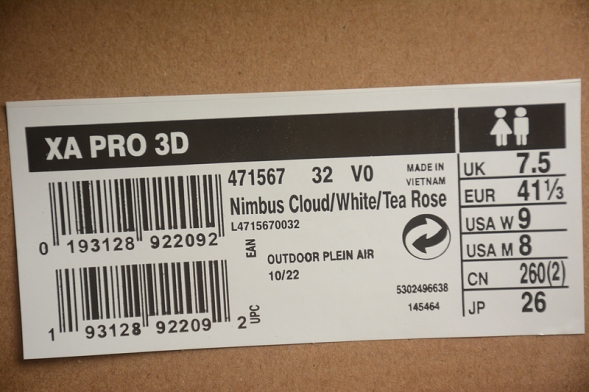 XA PRO 3D
471567 32 V0
MADE IN
VIETNAM
Nimbus Cloud/White/Tea Rose
L4715670032
0 193128 922092
EAN
OUTDOOR PLEIN AIR
10/22
5302496638
145464
1 93128 92209 2
UPC
UK 7.5
EUR 41⅓
USA W 9
USA M 8
CN 260(2)
JP 26